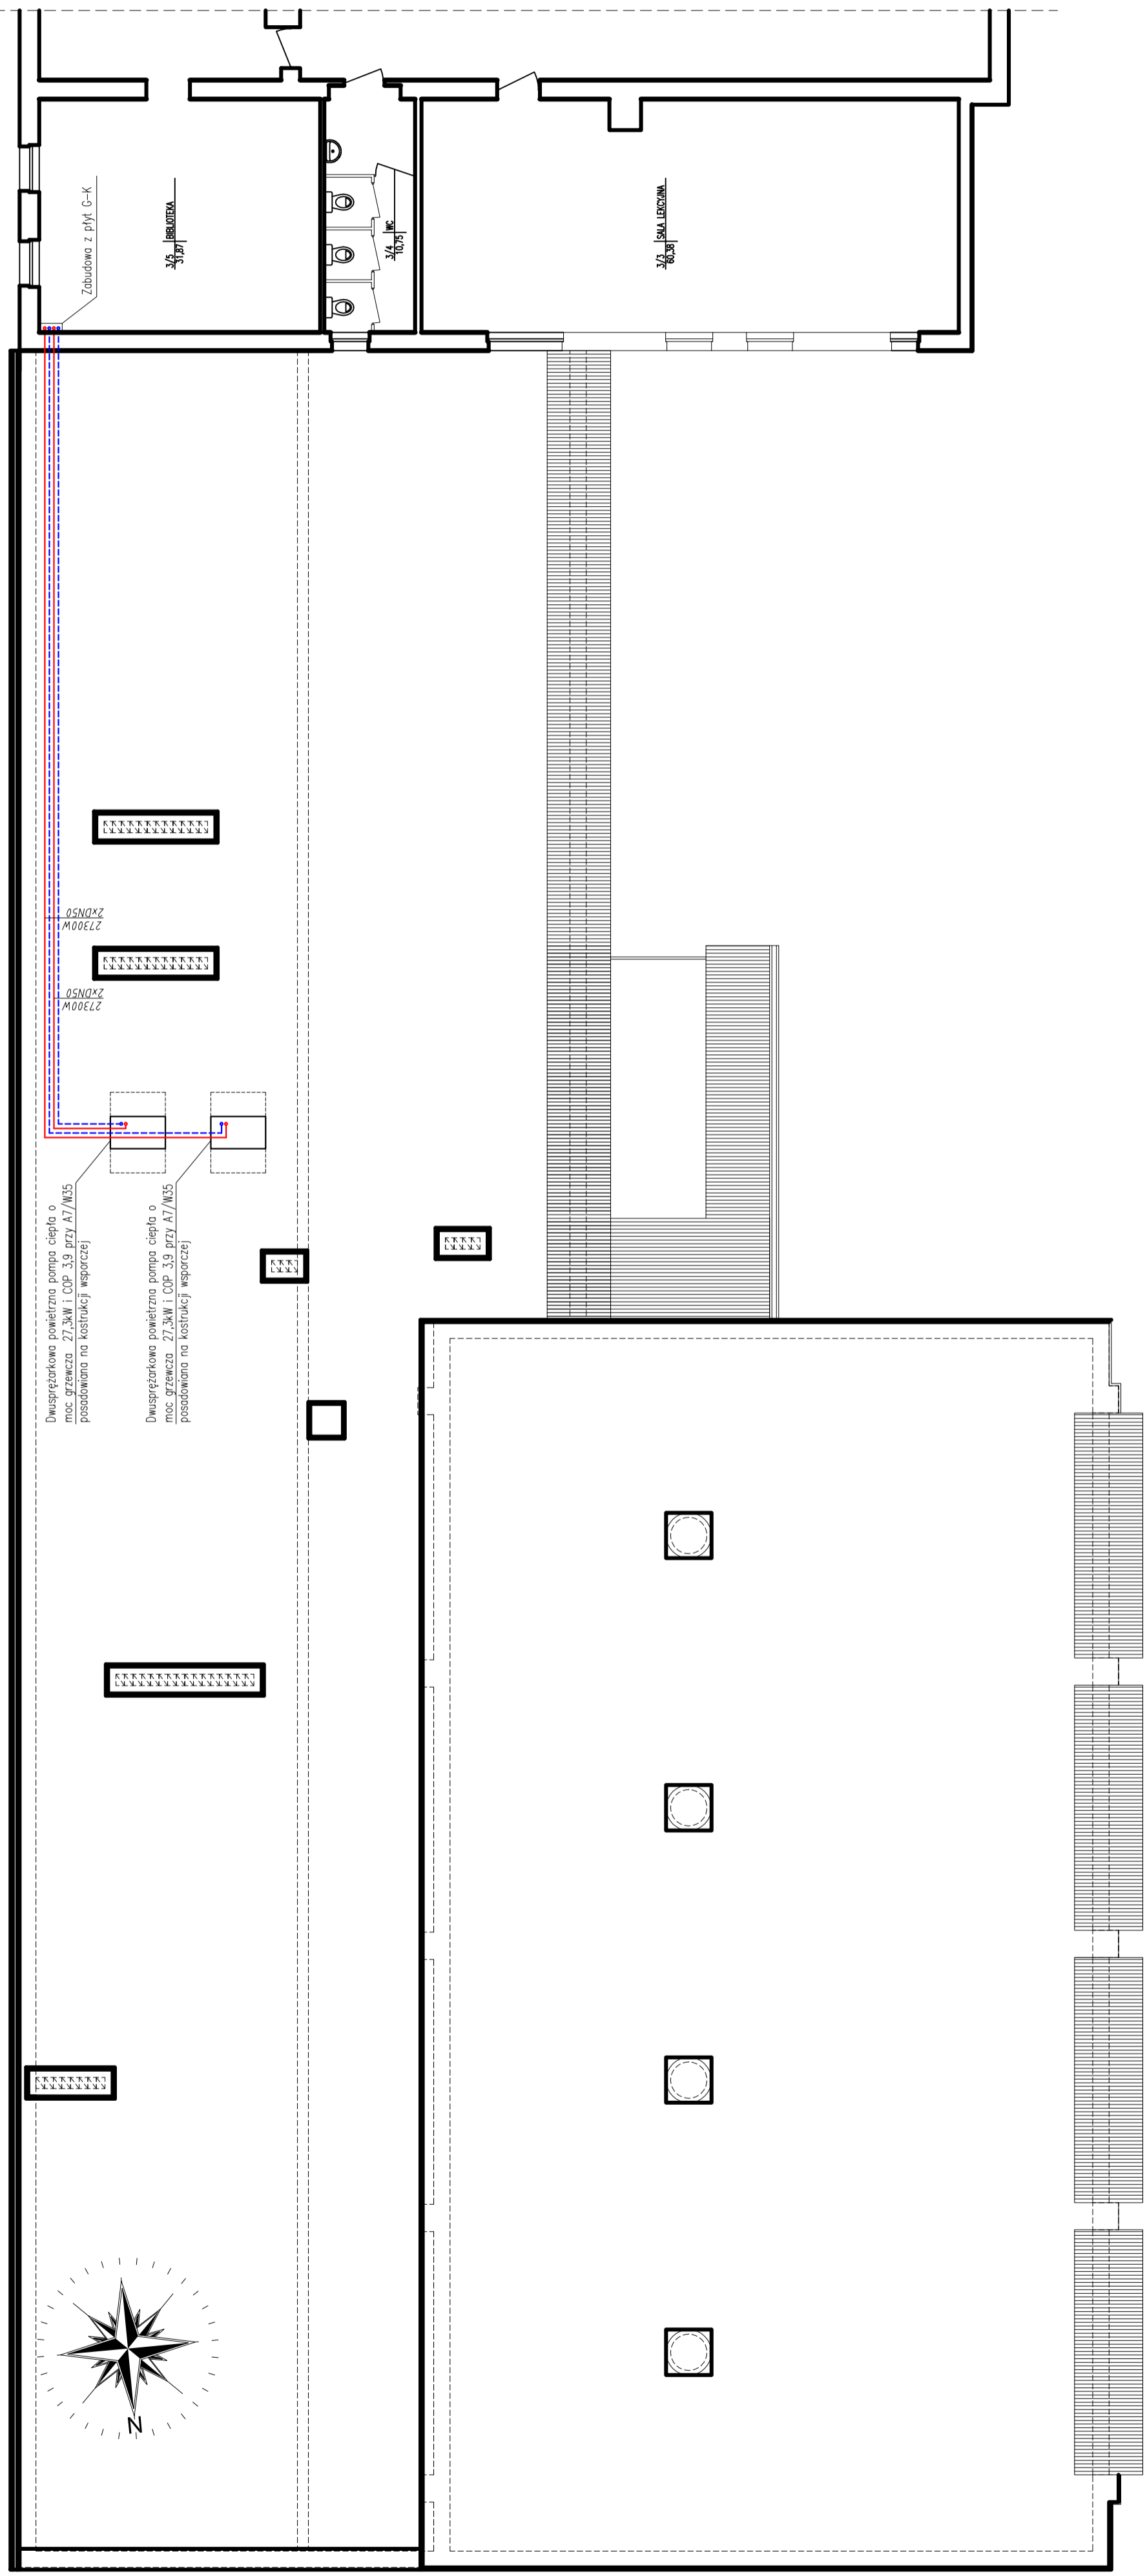 Zabudowa z płyt G-K
3/5 BIBLIOTEKA
31,87
3/4 WC
10,75
3/3 SALA LEKCYJNA
60,38
27300W
2xDN50
27300W
2xDN50
Dwusprężarkowa powietrzna pompa ciepła o
moc grzewcza 27,3kW i COP 3,9 przy A7/W35
posadowiana na kostrukcji wsporczej
Dwusprężarkowa powietrzna pompa ciepła o
moc grzewcza 27,3kW i COP 3,9 przy A7/W35
posadowiana na kostrukcji wsporczej
N